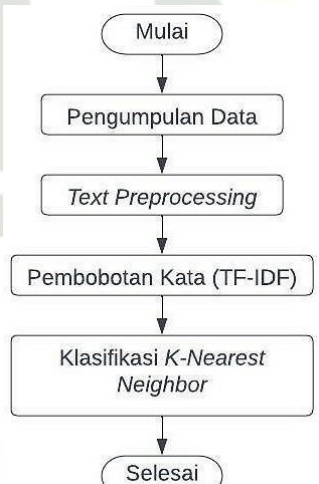 Mulai
Pengumpulan Data
Text Preprocessing
Pembobotan Kata (TF-IDF)
Klasifikasi K-Nearest
Neighbor
Selesai